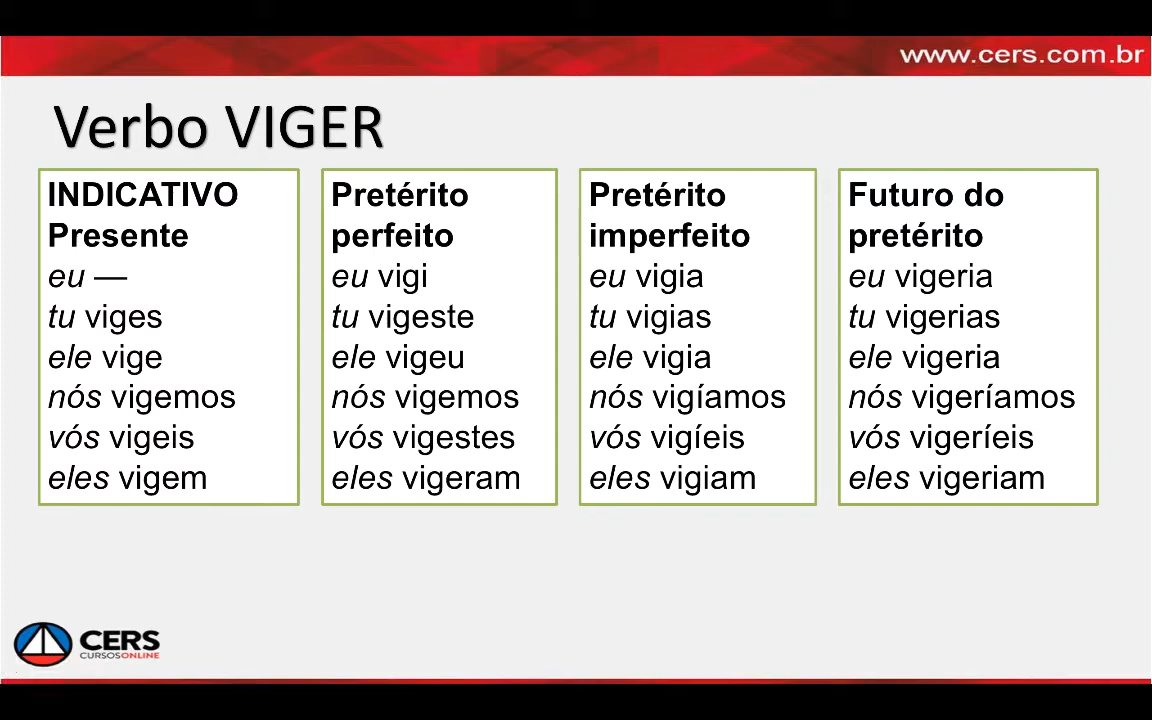 www.cers.com.br
Verbo VIGER
INDICATIVO
Presente
eu —
tu viges
ele vige
nós vigemos
vós vigeis
eles vigem
Pretérito
perfeito
eu vigi
tu vigeste
ele vigeu
nós vigemos
vós vigestes
eles vigeram
Pretérito
imperfeito
eu vigia
tu vigias
ele vigia
nós vigíamos
vós vigíeis
eles vigiam
Futuro do
pretérito
eu vigeria
tu vigerias
ele vigeria
nós vigeríamos
vós vigeríeis
eles vigeriam
CERS
CURSOSONLINE